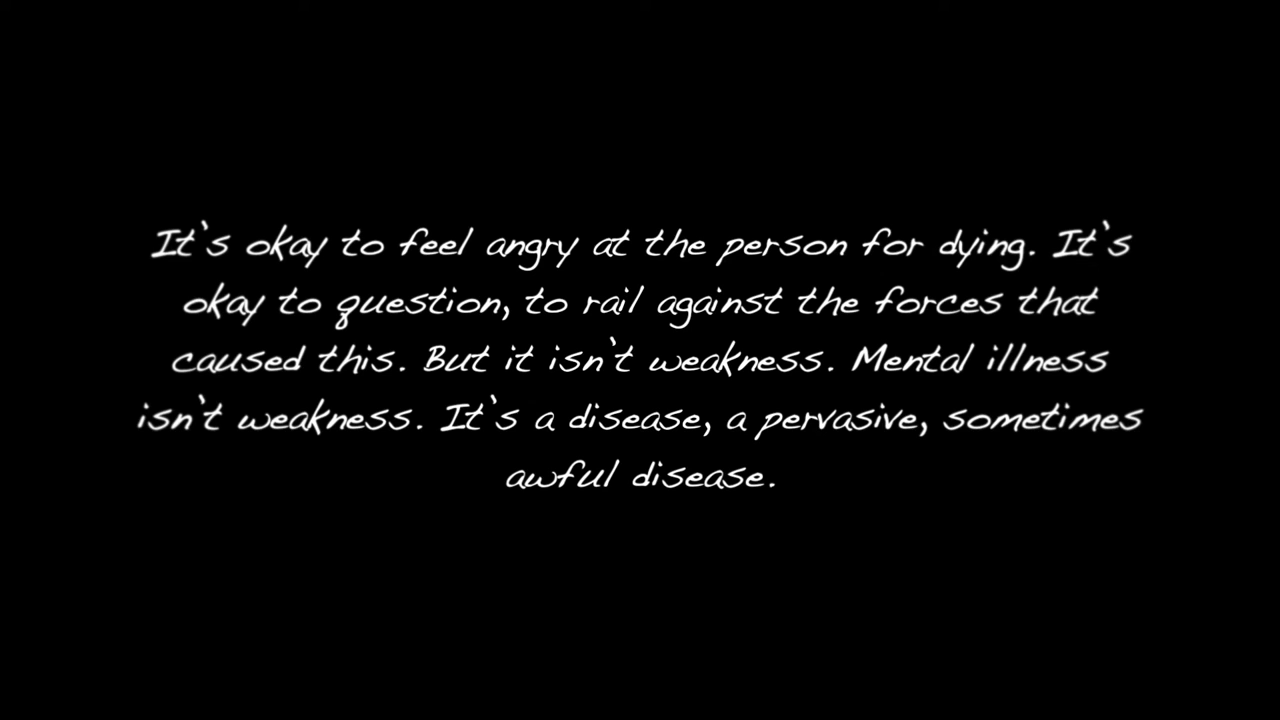 It's okay to feel angry at the person for dying. It's
okay to question, to rail against the forces that
caused this. But it isn't weakness. Mental illness
isn't weakness. It's a disease, a pervasive, sometimes
awful disease.